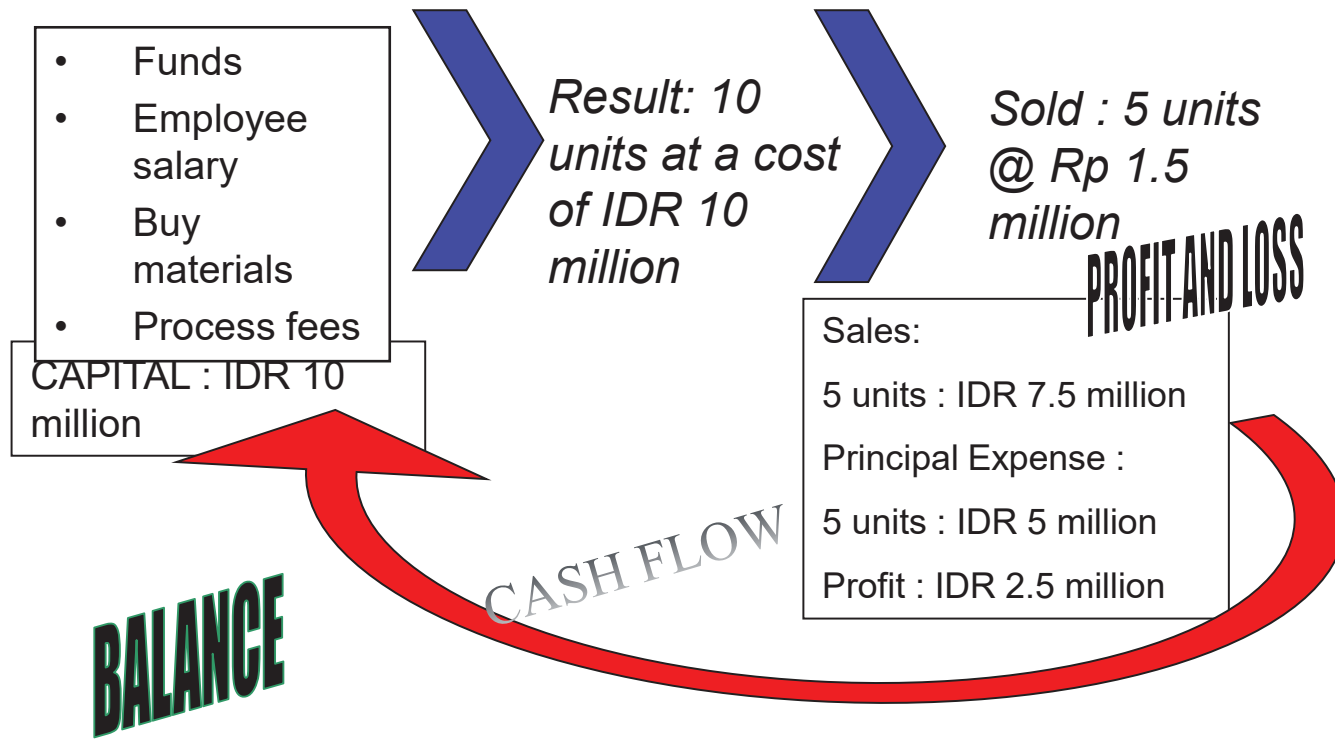 • Funds
• Employee
salary
• Buy
materials
• Process fees
CAPITAL : IDR 10
million
Result: 10
units at a cost
of IDR 10
million
Sold : 5 units
@ Rp 1.5
million
PROFIT AND LOSS
Sales:
5 units : IDR 7.5 million
Principal Expense :
5 units : IDR 5 million
Profit : IDR 2.5 million
CASH FLOW
BALANCE